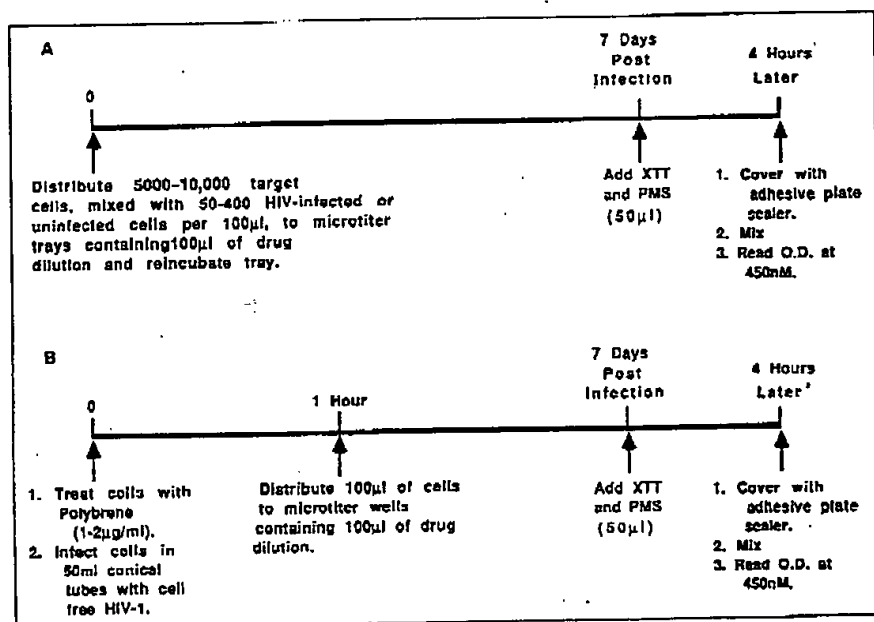 A
7 Days
Post
Infection
4 Hours
Later
0
Distribute 5000-10,000 target
cells, mixed with 50-400 HIV-infected or
uninfected cells per 100µl, to microtiter
trays containing 100µl of drug
dilution and reincubate tray.
Add XTT
and PMS
(50µl)
1. Cover with
adhesive plate
sealer.
2. Mix
3. Read O.D. at
450nM.
B
7 Days
Post
Infection
4 Hours
Later
0
1 Hour
1. Treat cells with
Polybrene
(1-2µg/ml).
2. Infect cells in
50ml conical
tubes with cell
free HIV-1.
Distribute 100µl of cells
to microtiter wells
containing 100µl of drug
dilution.
Add XTT
and PMS
(50µl)
1. Cover with
adhesive plate
sealer.
2. Mix
3. Read O.D. at
450nM.